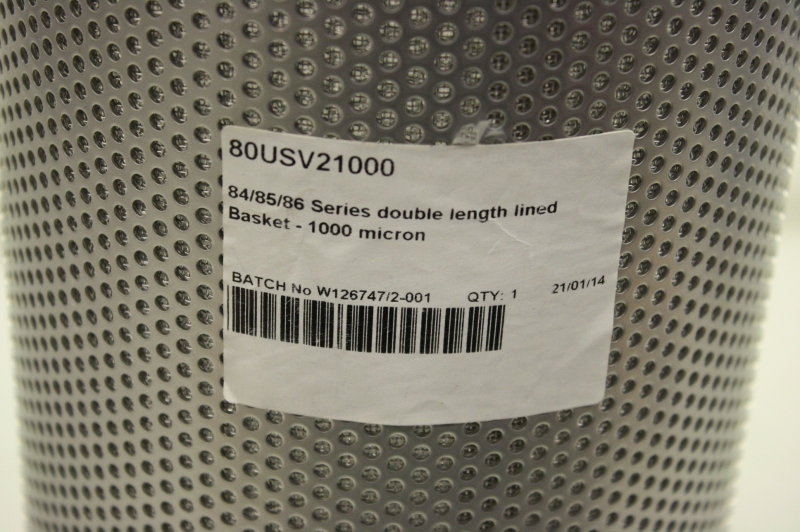 80USV21000
84/85/86 Series double length lined
Basket - 1000 micron
BATCH No W126747/2-001 QTY: 1 21/01/14